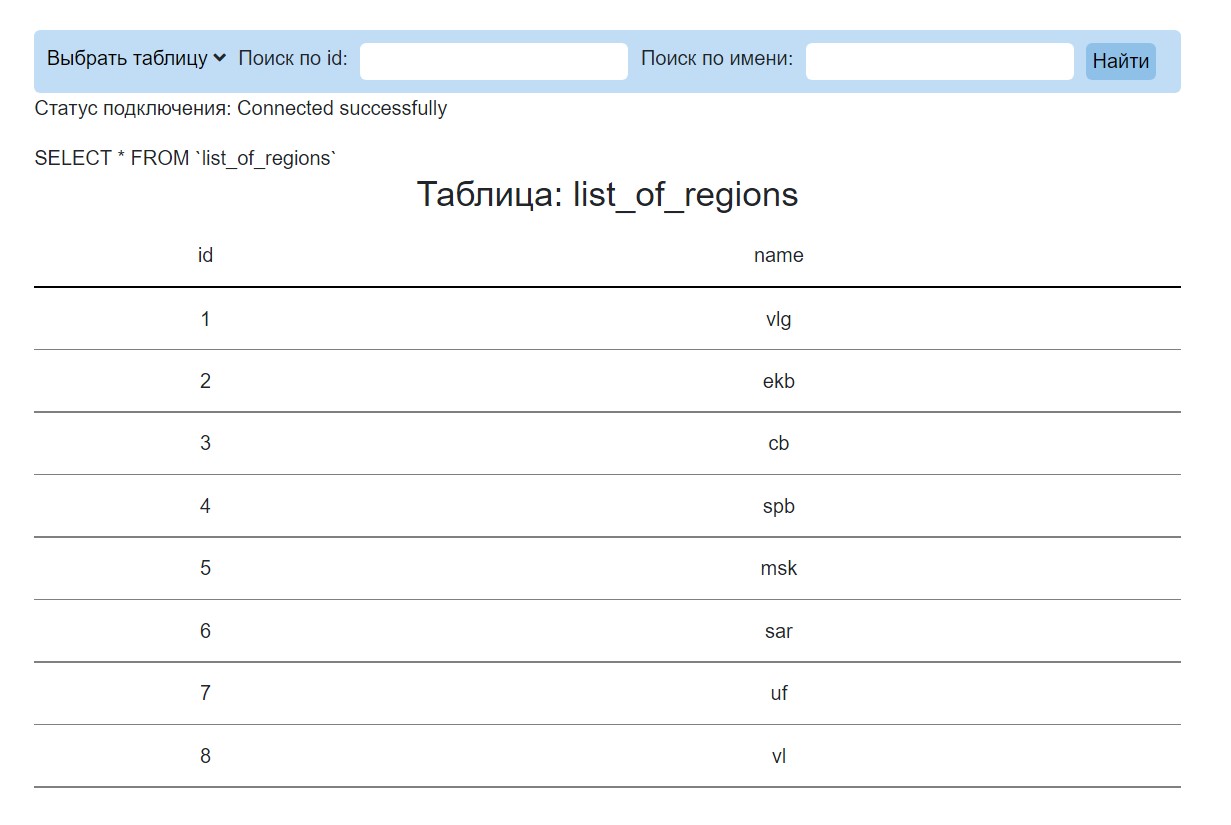 Выбрать таблицу Поиск по id: Поиск по имени: Найти
Статус подключения: Connected successfully
SELECT * FROM `list_of_regions`
Таблица: list_of_regions
id name
1 vlg
2 ekb
3 cb
4 spb
5 msk
6 sar
7 uf
8 vl